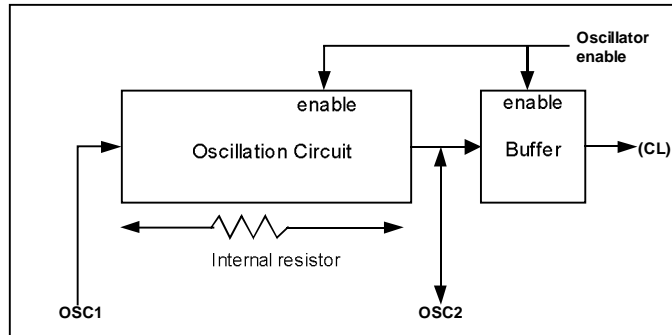 Oscillator
enable
enable
enable
Oscillation Circuit
Buffer
(CL)
Internal resistor
OSC1
OSC2